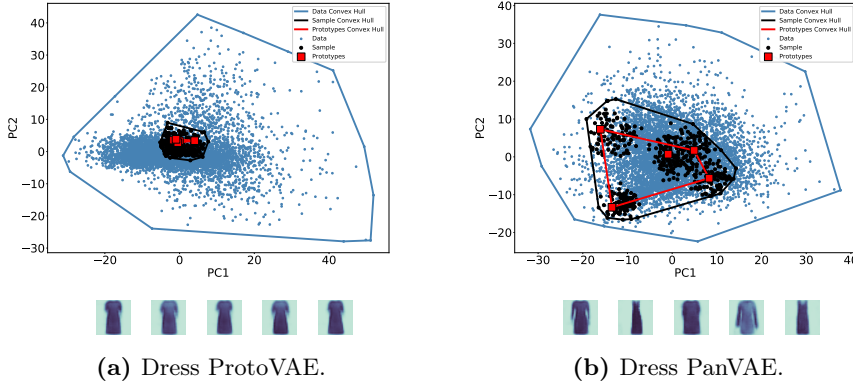 Data Convex Hull
Sample Convex Hull
Prototypes Convex Hull
Data
Sample
Prototypes
40
30
20
10
0
−10
−20
−30
PC2
−20
0
20
40
PC1
(a) Dress ProtoVAE.
Data Convex Hull
Sample Convex Hull
Prototypes Convex Hull
Data
Sample
Prototypes
40
30
20
10
0
−10
−20
PC2
−30
−20
−10
0
10
20
30
40
PC1
(b) Dress PanVAE.